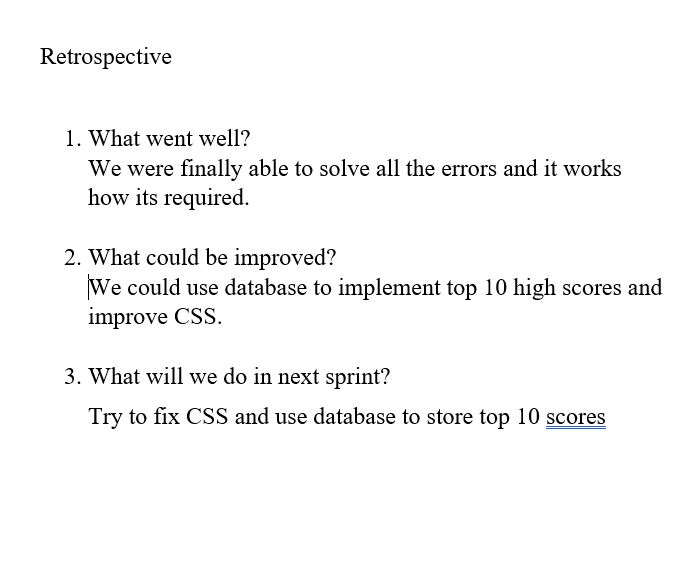 Retrospective
1. What went well?
We were finally able to solve all the errors and it works
how its required.
2. What could be improved?
We could use database to implement top 10 high scores and
improve CSS.
3. What will we do in next sprint?
Try to fix CSS and use database to store top 10 scores